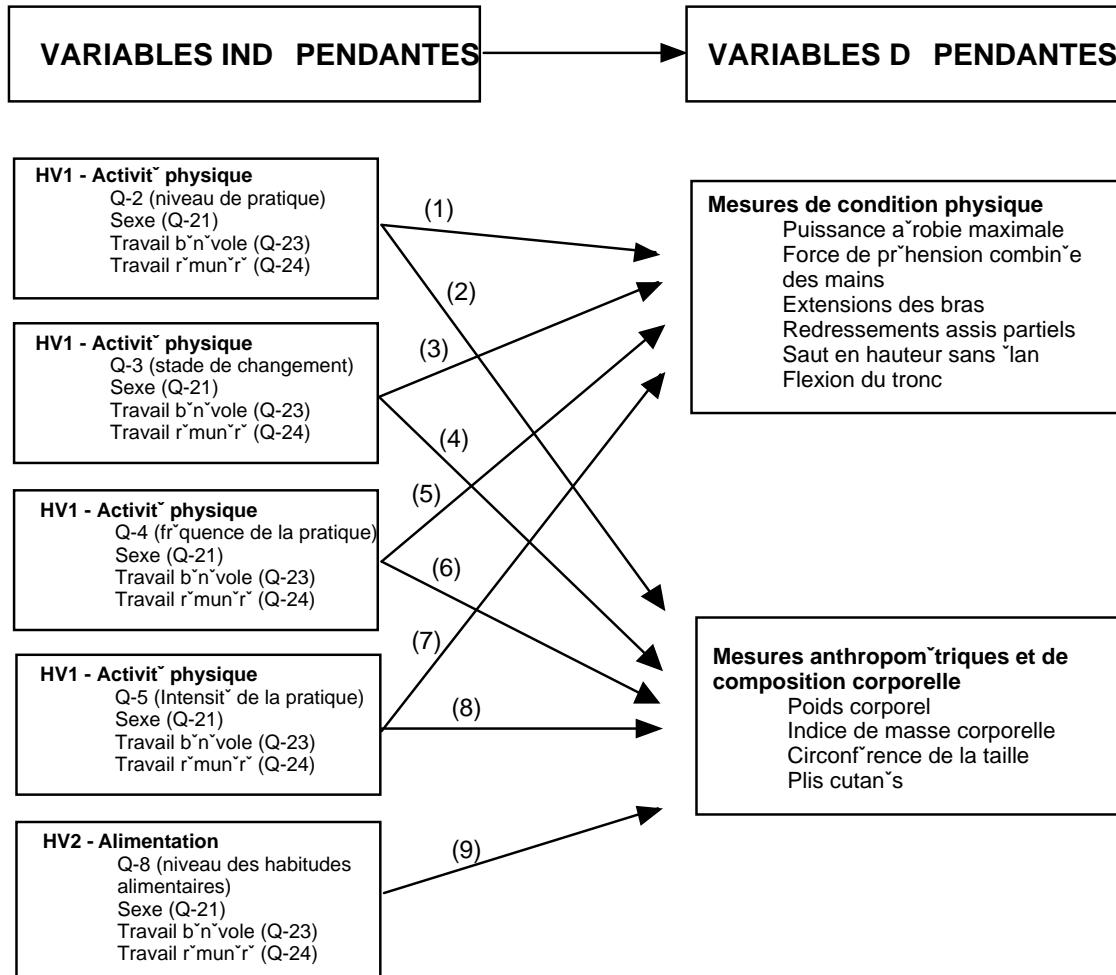 VARIABLES IND PENDANTES
VARIABLES D PENDANTES
HV1 - Activitˇ physique
Q-2 (niveau de pratique)
Sexe (Q-21)
Travail bˇnˇvole (Q-23)
Travail rˇmunˇrˇ (Q-24)
HV1 - Activitˇ physique
Q-3 (stade de changement)
Sexe (Q-21)
Travail bˇnˇvole (Q-23)
Travail rˇmunˇrˇ (Q-24)
HV1 - Activitˇ physique
Q-4 (frˇquence de la pratique)
Sexe (Q-21)
Travail bˇnˇvole (Q-23)
Travail rˇmunˇrˇ (Q-24)
HV1 - Activitˇ physique
Q-5 (Intensitˇ de la pratique)
Sexe (Q-21)
Travail bˇnˇvole (Q-23)
Travail rˇmunˇrˇ (Q-24)
HV2 - Alimentation
Q-8 (niveau des habitudes
alimentaires)
Sexe (Q-21)
Travail bˇnˇvole (Q-23)
Travail rˇmunˇrˇ (Q-24)
(1)
(2)
(3)
(4)
(5)
(6)
(7)
(8)
(9)
Mesures de condition physique
Puissance aˇrobie maximale
Force de prˇhension combinˇe
des mains
Extensions des bras
Redressements assis partiels
Saut en hauteur sans ˇlan
Flexion du tronc
Mesures anthropomˇtriques et de
composition corporelle
Poids corporel
Indice de masse corporelle
Circonfˇrence de la taille
Plis cutanˇs